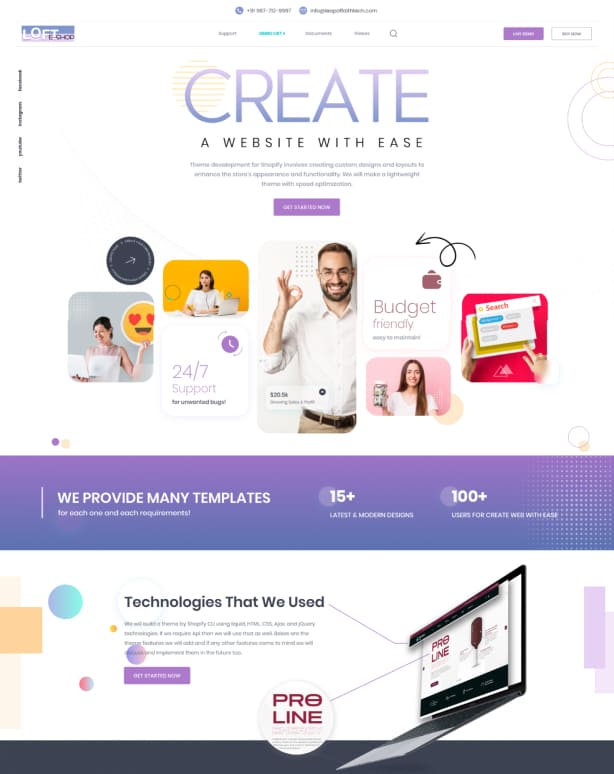 +91 987-712-9997
info@leapoffaithtech.com
LOFT
E-SHOP
Support
Documents
Videos
LIVE DEMO
BUY NOW
facebook
Instagram
youtube
twitter
CREATE
A WEBSITE WITH EASE
Theme development for Shopify involves creating custom designs and layouts to
enhance the store's appearance and functionality. We will make a lightweight
theme with speed optimization.
GET STARTED NOW
24/7
Support
for unwanted bugs!
$20.5k
Growing Sales & Profit
Budget
friendly
easy to maintain!
Search
WE PROVIDE MANY TEMPLATES
for each one and each requirements!
15+
LATEST & MODERN DESIGNS
100+
USERS FOR CREATE WEB WITH EASE
Technologies That We Used
We will build a theme by Shopify CLI using liquid, HTML, CSS, Ajax, and jQuery
technologies. If we require Api then we will use that as well. Below are the
theme features we will add and if any other features come to mind we will
discuss and implement them in the future too.
GET STARTED NOW
PRO
LINE
PRO
LINE